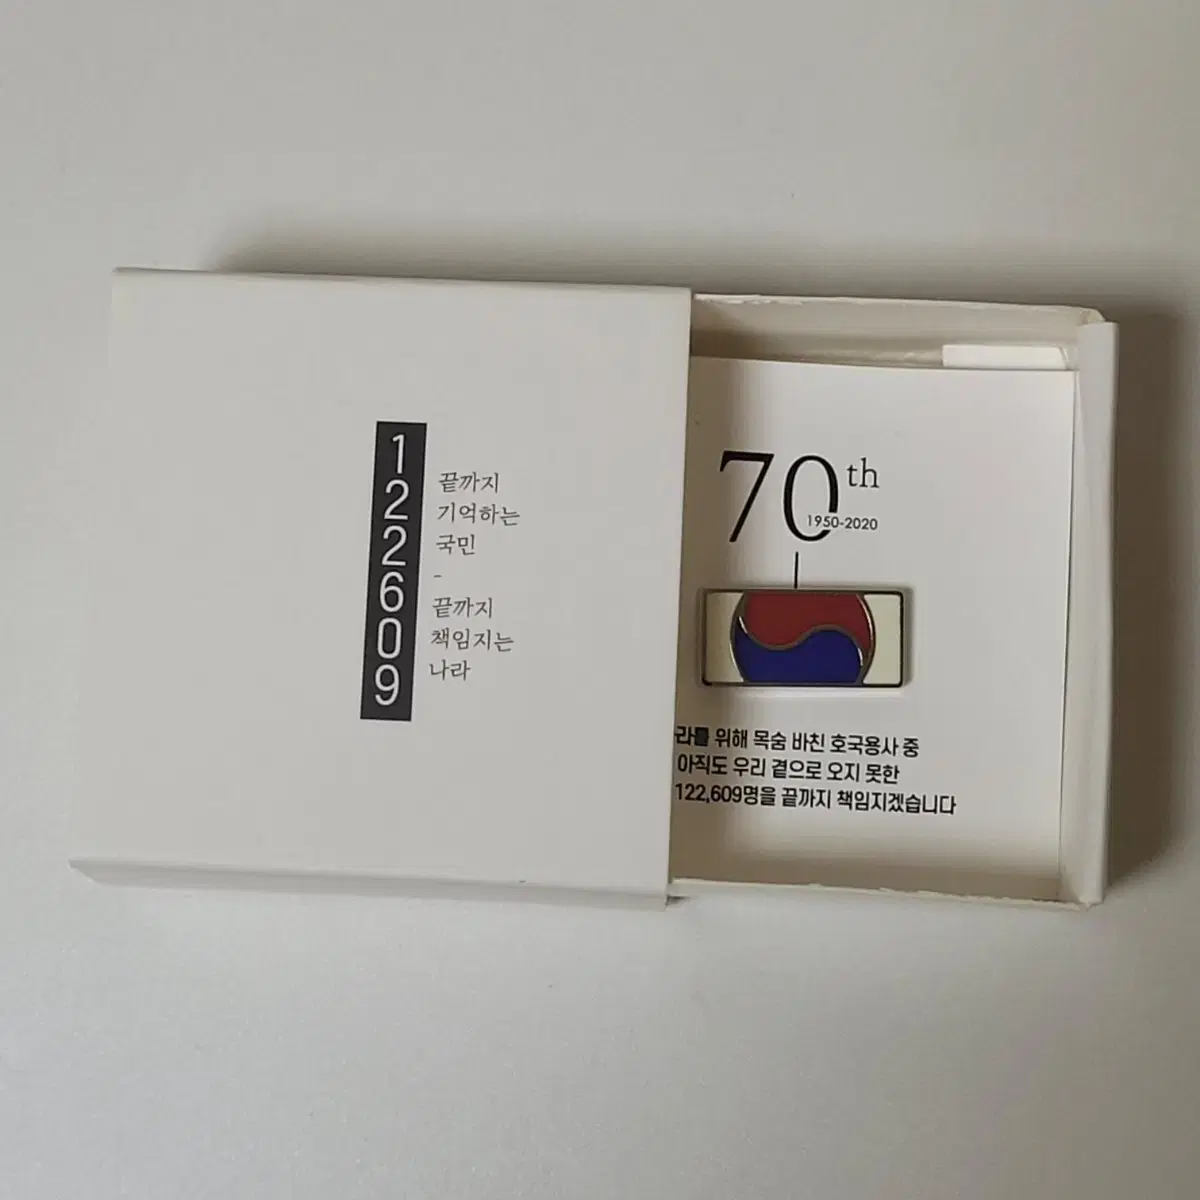 122609
끝까지
기억하는
국민
-
끝까지
책임지는
나라
70th
1950-2020
라를 위해 목숨 바친 호국용사 중
아직도 우리 곁으로 오지 못한
122,609명을 끝까지 책임지겠습니다